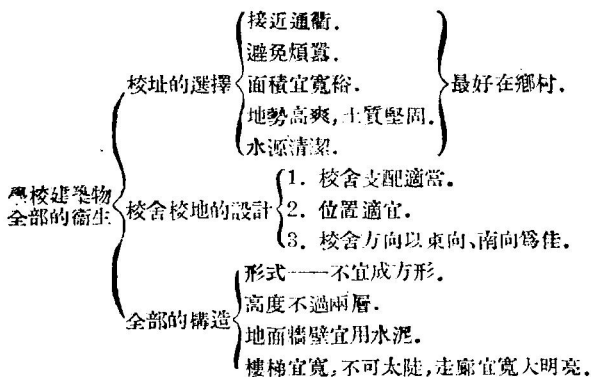 接近通衢.
避免煩囂.
校址的選擇
面積宜寬裕.
最好在鄉村.
地勢高爽,土質堅固.
水源清潔.
學校建築物
全部的衞生
校舍校地的設計
1. 校舍支配適當.
2. 位置適宜.
3. 校舍方向以東向、南向爲佳.
全部的構造
形式——不宜成方形.
高度不過兩層.
地面牆壁宜用水泥.
樓梯宜寬,不可太陡,走廊宜寬大明亮.